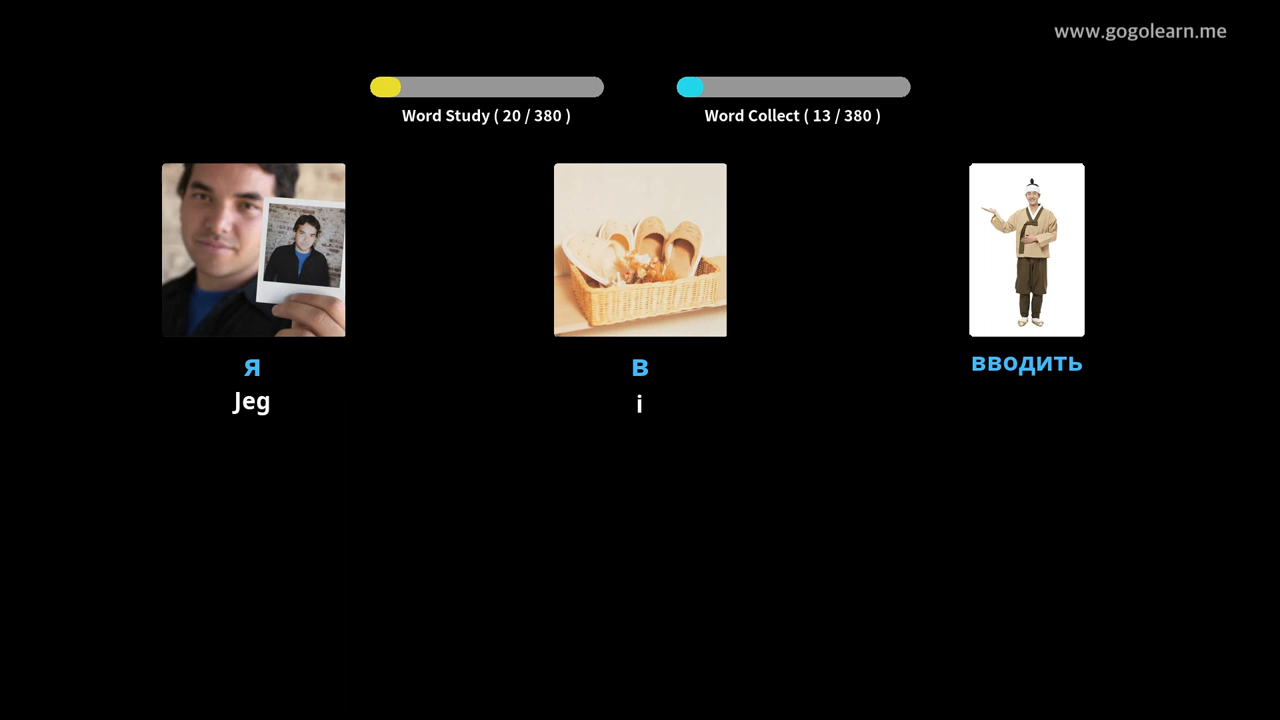 www.gogolearn.me
Word Study ( 20 / 380 )
Word Collect ( 13 / 380 )
я
Jeg
в
i
вводить